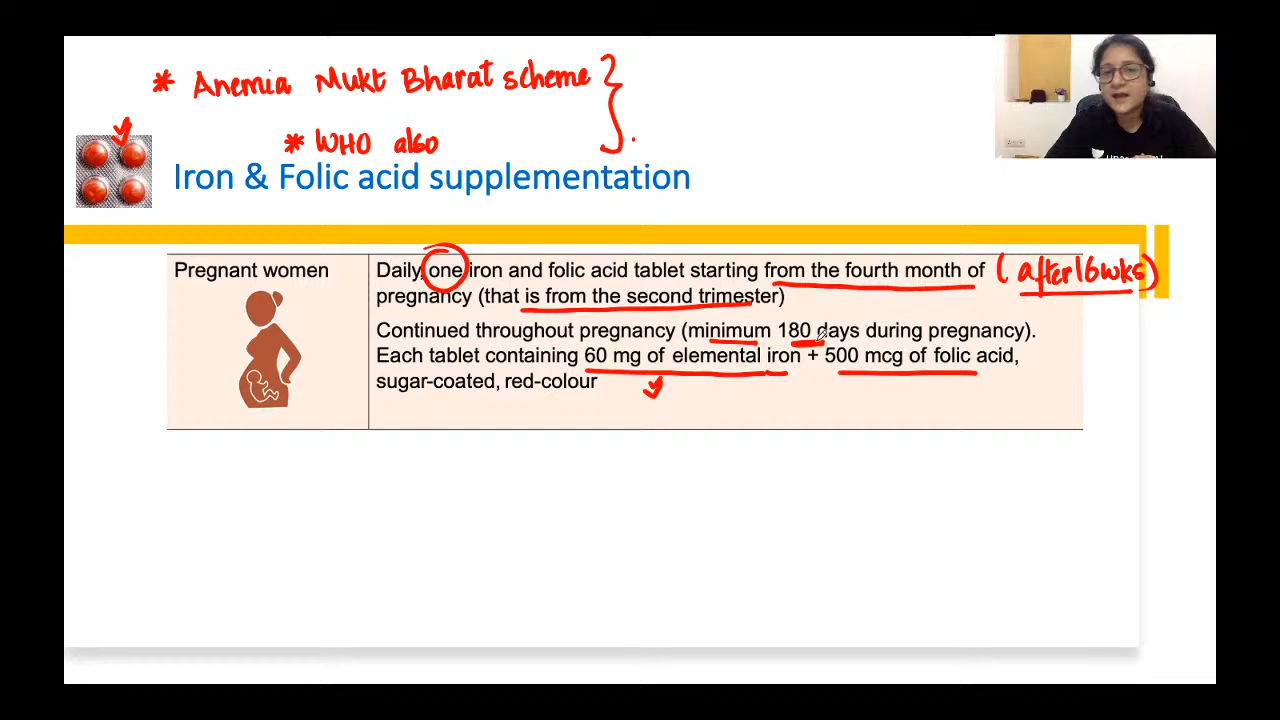 * Anemia Mukt Bharat scheme
* WHO also
Iron & Folic acid supplementation
Pregnant women
Daily, one iron and folic acid tablet starting from the fourth month of (after 16 wks)
pregnancy (that is from the second trimester)
Continued throughout pregnancy (minimum 180 days during pregnancy).
Each tablet containing 60 mg of elemental iron + 500 mcg of folic acid,
sugar-coated, red-colour